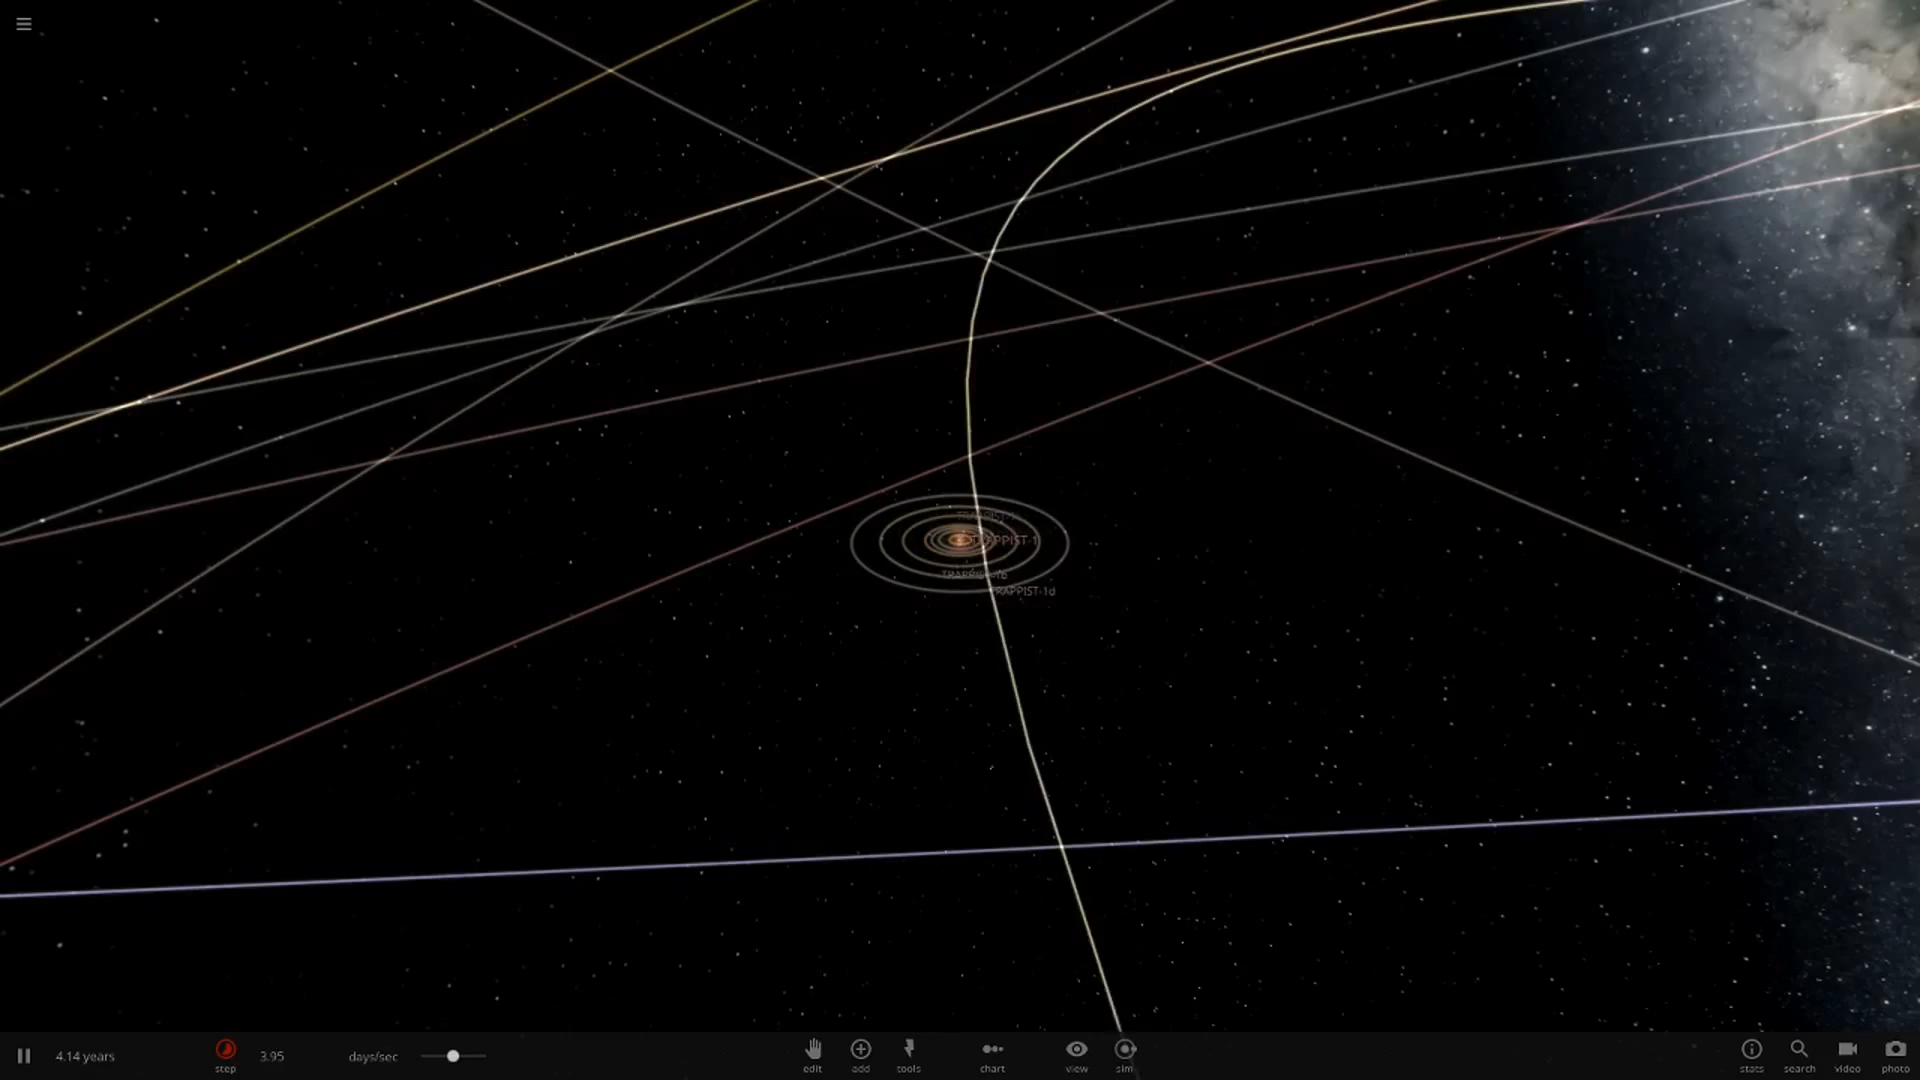 TRAPPIST-1
TRAPPIST-1d
4.14 years
step
3.95
days/sec
edit
add
tools
chart
view
sim
stats
search
video
photo